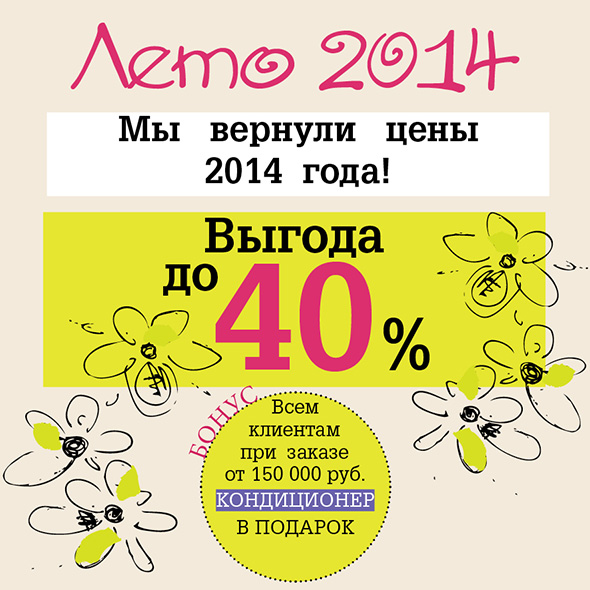 Лето 2014
Мы вернули цены
2014 года!
Выгода
до 40 %
БОНУС
Всем
клиентам
при заказе
от 150 000 руб.
КОНДИЦИОНЕР
В ПОДАРОК